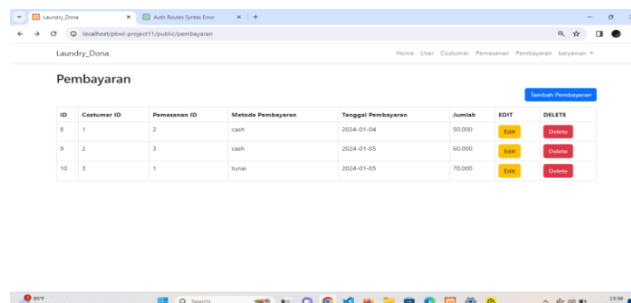 Laundry_Dona
Auth Routes Syntax Error
localhost/pbwl-project11/public/pembayaran
Laundry_Dona
Home User Costumer Pemesanan Pembayaran karyawan
Pembayaran
Tambah Pembayaran
ID Costumer ID Pemesanan ID Metode Pembayaran Tanggal Pembayaran Jumlah EDIT DELETE
8 1 2 cash 2024-01-04 50.000 Edit Delete
9 2 3 cash 2024-01-05 60.000 Edit Delete
10 3 1 tunai 2024-01-05 70.000 Edit Delete
Search